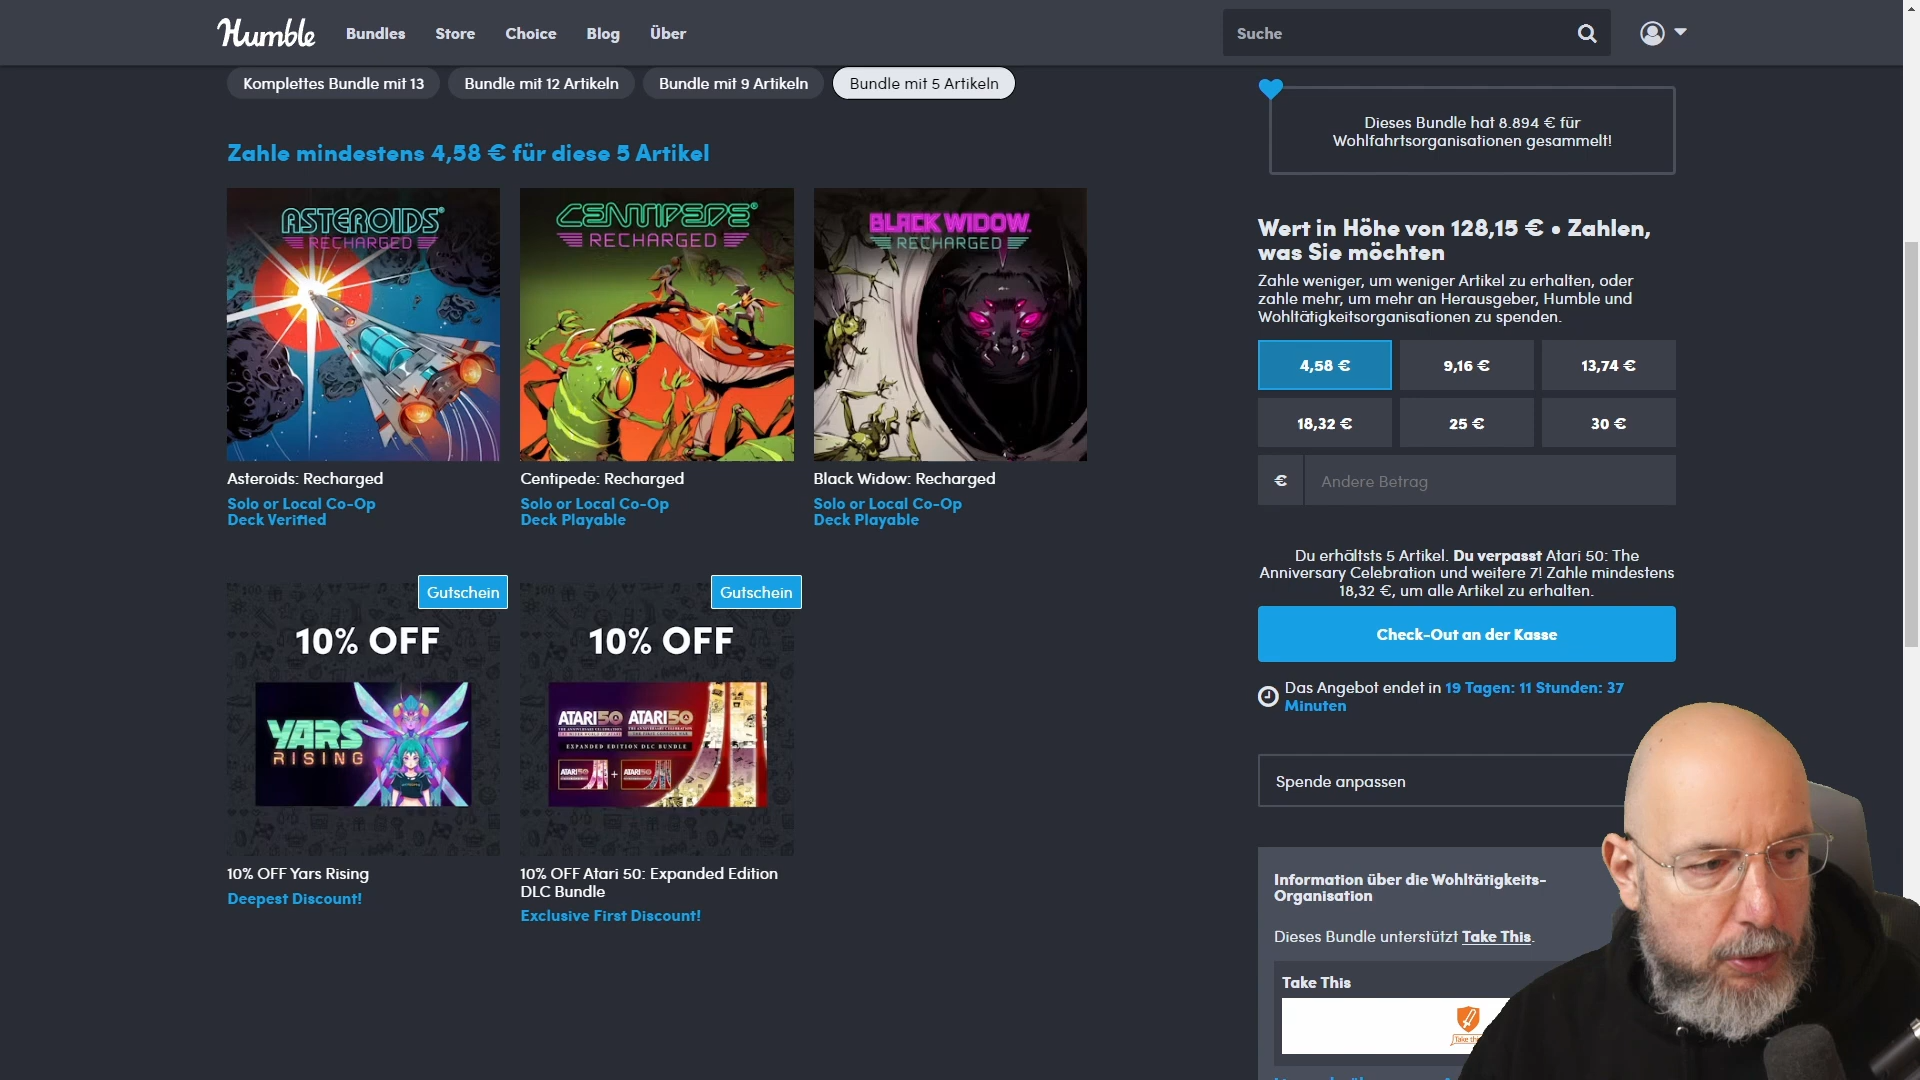 Humble
Bundles
Store
Choice
Blog
Über
Suche
Komplettes Bundle mit 13
Bundle mit 12 Artikeln
Bundle mit 9 Artikeln
Bundle mit 5 Artikeln
Zahle mindestens 4,58 € für diese 5 Artikel
ASTEROIDS®
RECHARGED
CENTIPEDE®
RECHARGED
BLACK WIDOW
RECHARGED
Asteroids: Recharged
Solo or Local Co-Op
Deck Verified
Centipede: Recharged
Solo or Local Co-Op
Deck Playable
Black Widow: Recharged
Solo or Local Co-Op
Deck Playable
Gutschein
10% OFF
YARS
RISING
Gutschein
10% OFF
ATARI50 ATARI50
EXPANDED EDITION DLC BUNDLE
ATARI50 + ATARI50
10% OFF Yars Rising
Deepest Discount!
10% OFF Atari 50: Expanded Edition
DLC Bundle
Exclusive First Discount!
Dieses Bundle hat 8.894 € für
Wohlfahrtsorganisationen gesammelt!
Wert in Höhe von 128,15 € • Zahlen,
was Sie möchten
Zahle weniger, um weniger Artikel zu erhalten, oder
zahle mehr, um mehr an Herausgeber, Humble und
Wohltätigkeitsorganisationen zu spenden.
4,58 €
9,16 €
13,74 €
18,32 €
25 €
30 €
€
Andere Betrag
Du erhältsts 5 Artikel. Du verpasst Atari 50: The
Anniversary Celebration und weitere 7! Zahle mindestens
18,32 €, um alle Artikel zu erhalten.
Check-Out an der Kasse
Das Angebot endet in 19 Tagen: 11 Stunden: 37
Minuten
Spende anpassen
Information über die Wohltätigkeits-
Organisation
Dieses Bundle unterstützt Take This.
Take This